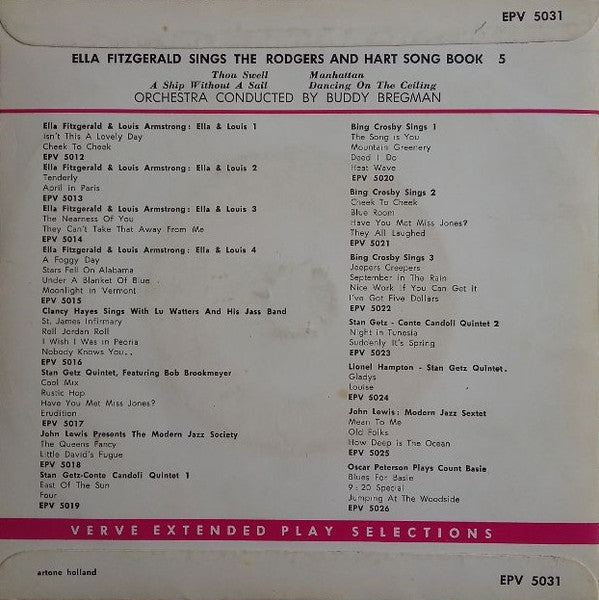 EPV 5031
ELLA FITZGERALD SINGS THE RODGERS AND HART SONG BOOK 5
Thou Swell Manhattan
A Ship Without A Sail Dancing On The Ceiling
ORCHESTRA CONDUCTED BY BUDDY BREGMAN
Ella Fitzgerald & Louis Armstrong: Ella & Louis 1
Isn't This A Lovely Day
Cheek To Cheek
EPV 5012
Ella Fitzgerald & Louis Armstrong: Ella & Louis 2
Tenderly
April in Paris
EPV 5013
Ella Fitzgerald & Louis Armstrong: Ella & Louis 3
The Nearness Of You
They Can't Take That Away From Me
EPV 5014
Ella Fitzgerald & Louis Armstrong: Ella & Louis 4
A Foggy Day
Stars Fell On Alabama
Under A Blanket Of Blue
Moonlight in Vermont
EPV 5015
Clancy Hayes Sings With Lu Watters And His Jass Band
St. James Infirmary
Roll Jordan Roll
I Wish I Was in Peoria
Nobody Knows You..
EPV 5016
Stan Getz Quintet, Featuring Bob Brookmeyer
Cool Mix
Rustic Hop
Have You Met Miss Jones?
Erudition
EPV 5017
John Lewis Presents The Modern Jazz Society
The Queens Fancy
Little David's Fugue
EPV 5018
Stan Getz-Conte Candoli Quintet 1
East Of The Sun
Four
EPV 5019
Bing Crosby Sings 1
The Song is You
Mountain Greenery
Deed I Do
Heat Wave
EPV 5020
Bing Crosby Sings 2
Cheek To Cheek
Blue Room
Have You Met Miss Jones?
They All Laughed
EPV 5021
Bing Crosby Sings 3
Jeepers Creepers
September in The Rain
Nice Work if You Can Get it
I've Got Five Dollars
EPV 5022
Stan Getz - Conte Candoli Quintet 2
Night in Tunesia
Suddenly It's Spring
EPV 5023
Lionel Hampton - Stan Getz Quintet.
Gladys
Louise
EPV 5024
John Lewis: Modern Jazz Sextet
Mean To Me
Old Folks
How Deep is The Ocean
EPV 5025
Oscar Peterson Plays Count Basie
Blues For Basie
9:20 Special
Jumping At The Woodside
EPV 5026
VERVE EXTENDED PLAY SELECTIONS
artone holland
EPV 5031